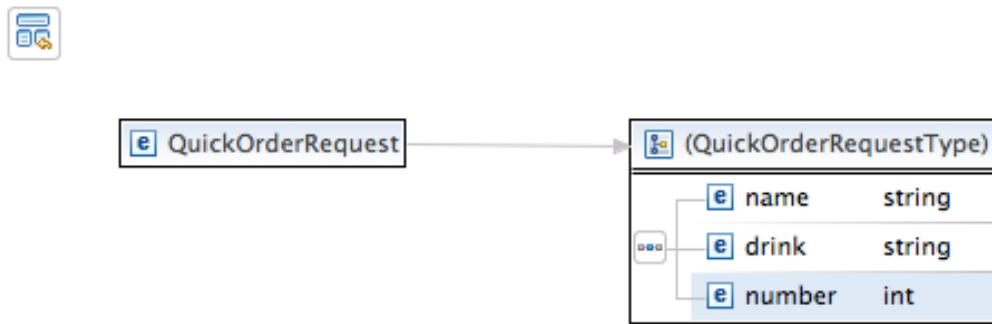 e QuickOrderRequest
(QuickOrderRequestType)
e name string
e drink string
e number int